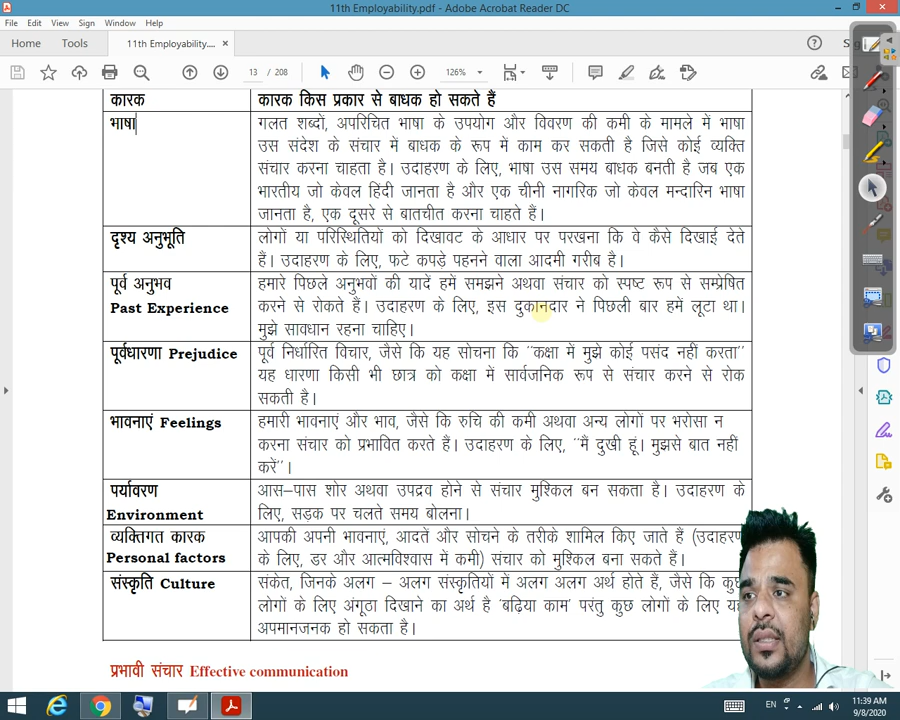 11th Employability.pdf - Adobe Acrobat Reader DC
File Edit View Sign Window Help
Home Tools 11th Employability.... ×
13 / 208 126%
कारक कारक किस प्रकार से बाधक हो सकते हैं
भाषा गलत शब्दों, अपरिचित भाषा के उपयोग और विवरण की कमी के मामले में भाषा
उस संदेश के संचार में बाधक के रूप में काम कर सकती है जिसे कोई व्यक्ति
संचार करना चाहता है। उदाहरण के लिए, भाषा उस समय बाधक बनती है जब एक
भारतीय जो केवल हिंदी जानता है और एक चीनी नागरिक जो केवल मन्दारिन भाषा
जानता है, एक दूसरे से बातचीत करना चाहते हैं।
दृश्य अनुभूति लोगों या परिस्थितियों को दिखावट के आधार पर परखना कि वे कैसे दिखाई देते
हैं। उदाहरण के लिए, फटे कपड़े पहनने वाला आदमी गरीब है।
पूर्व अनुभव हमारे पिछले अनुभवों की यादें हमें समझने अथवा संचार को स्पष्ट रूप से सम्प्रेषित
Past Experience करने से रोकते हैं। उदाहरण के लिए, इस दुकानदार ने पिछली बार हमें लूटा था।
मुझे सावधान रहना चाहिए।
पूर्वधारणा Prejudice पूर्व निर्धारित विचार, जैसे कि यह सोचना कि ‘‘कक्षा में मुझे कोई पसंद नहीं करता’’
यह धारणा किसी भी छात्र को कक्षा में सार्वजनिक रूप से संचार करने से रोक
सकती है।
भावनाएं Feelings हमारी भावनाएं और भाव, जैसे कि रुचि की कमी अथवा अन्य लोगों पर भरोसा न
करना संचार को प्रभावित करते हैं। उदाहरण के लिए, ‘‘मैं दुखी हूं। मुझसे बात नहीं
करें’’।
पर्यावरण आस–पास शोर अथवा उपद्रव होने से संचार मुश्किल बन सकता है। उदाहरण के
Environment लिए, सड़क पर चलते समय बोलना।
व्यक्तिगत कारक आपकी अपनी भावनाएं, आदतें और सोचने के तरीके शामिल किए जाते हैं (उदाहरण
Personal factors के लिए, डर और आत्मविश्वास में कमी) संचार को मुश्किल बना सकते हैं।
संस्कृति Culture संकेत, जिनके अलग – अलग संस्कृतियों में अलग अलग अर्थ होते हैं, जैसे कि कुछ
लोगों के लिए अंगूठा दिखाने का अर्थ है ‘बढ़िया काम’ परंतु कुछ लोगों के लिए यह
अपमानजनक हो सकता है।
प्रभावी संचार Effective communication
EN
11:39 AM
9/8/2020